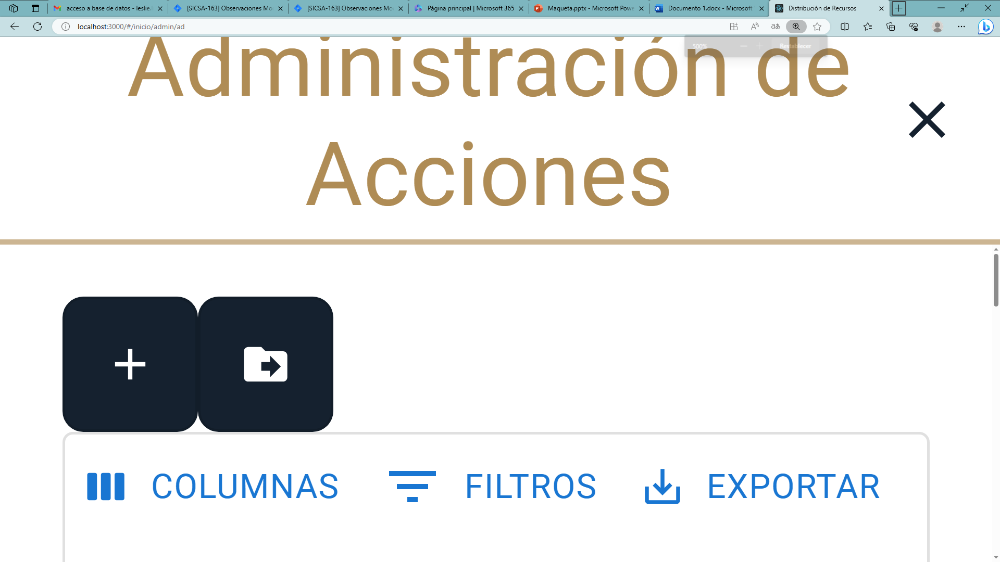 acceso a base de datos - leslie.
[SICSA-163] Observaciones Mo
[SICSA-163] Observaciones Mo
Página principal | Microsoft 365
Maqueta.pptx - Microsoft Powe
Documento 1.docx - Microsoft
Distribución de Recursos
localhost:3000/#/inicio/admin/ad
500%
Restablecer
Administración de
Acciones
COLUMNAS
FILTROS
EXPORTAR